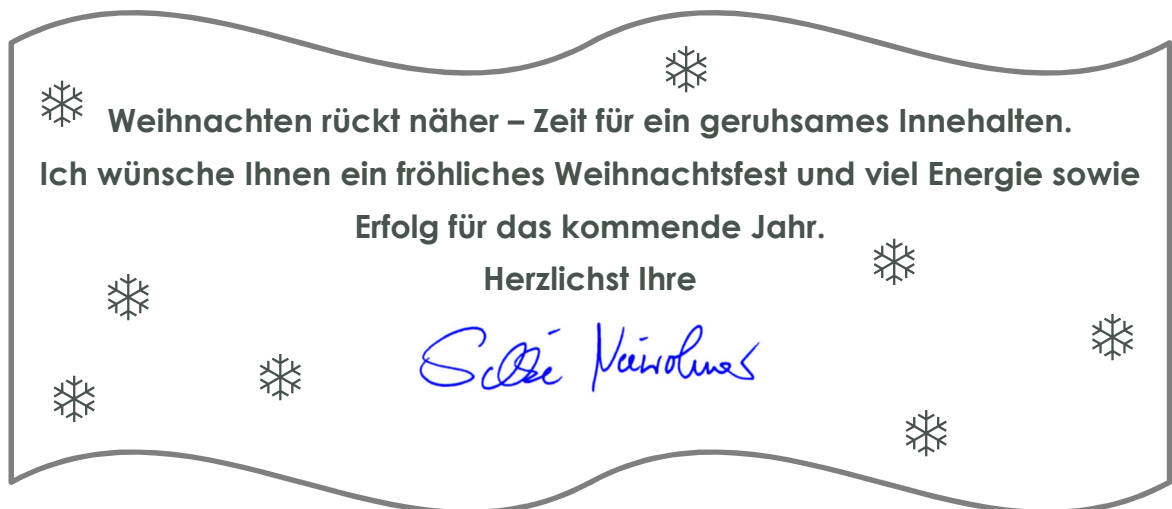 Weihnachten rückt näher – Zeit für ein geruhsames Innehalten.
Ich wünsche Ihnen ein fröhliches Weihnachtsfest und viel Energie sowie
Erfolg für das kommende Jahr.
Herzlichst Ihre